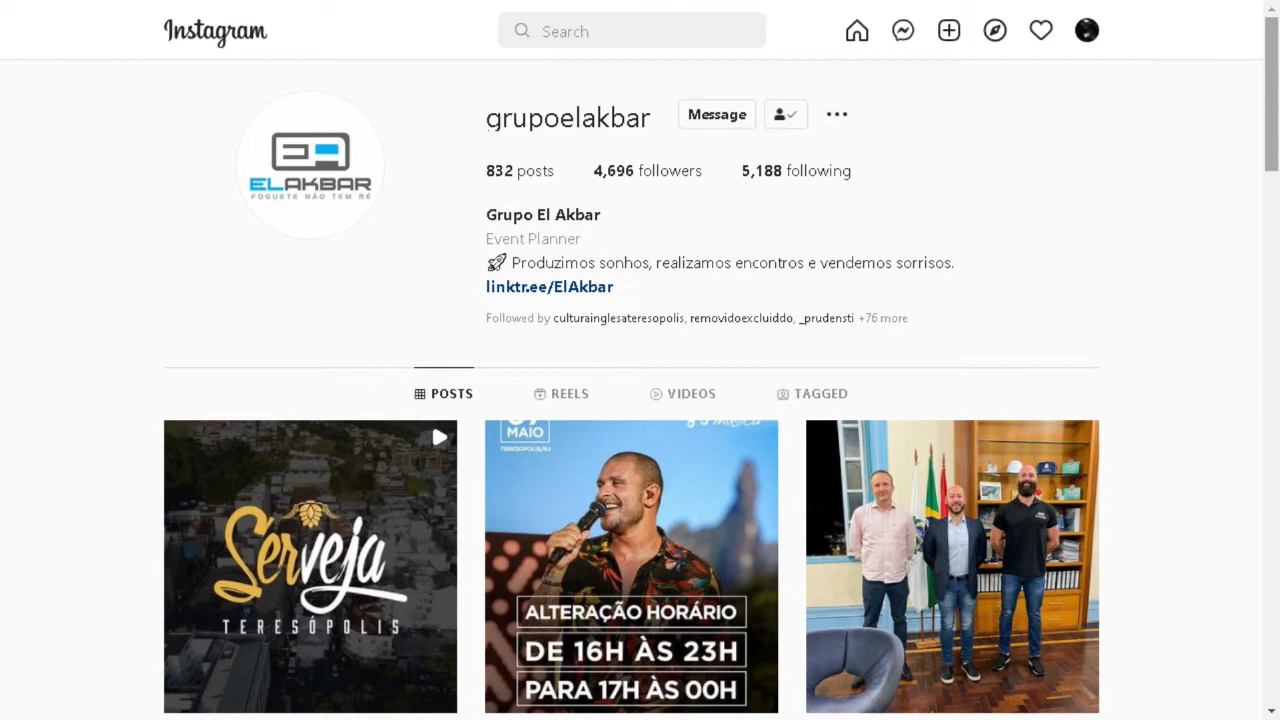 Instagram
Search
grupoelakbar
Message
832 posts
4,696 followers
5,188 following
EL AKBAR
FOGUETE NÃO TEM RÉ
Grupo El Akbar
Event Planner
🚀 Produzimos sonhos, realizamos encontros e vendemos sorrisos.
linktr.ee/ElAkbar
Followed by culturainglesateresopolis, removidoexcluiddo, _prudensti +76 more
POSTS
REELS
VIDEOS
TAGGED
Serveja
TERESÓPOLIS
MAIO
TERESÓPOLIS/RJ
ALTERAÇÃO HORÁRIO
DE 16H ÀS 23H
PARA 17H ÀS 00H